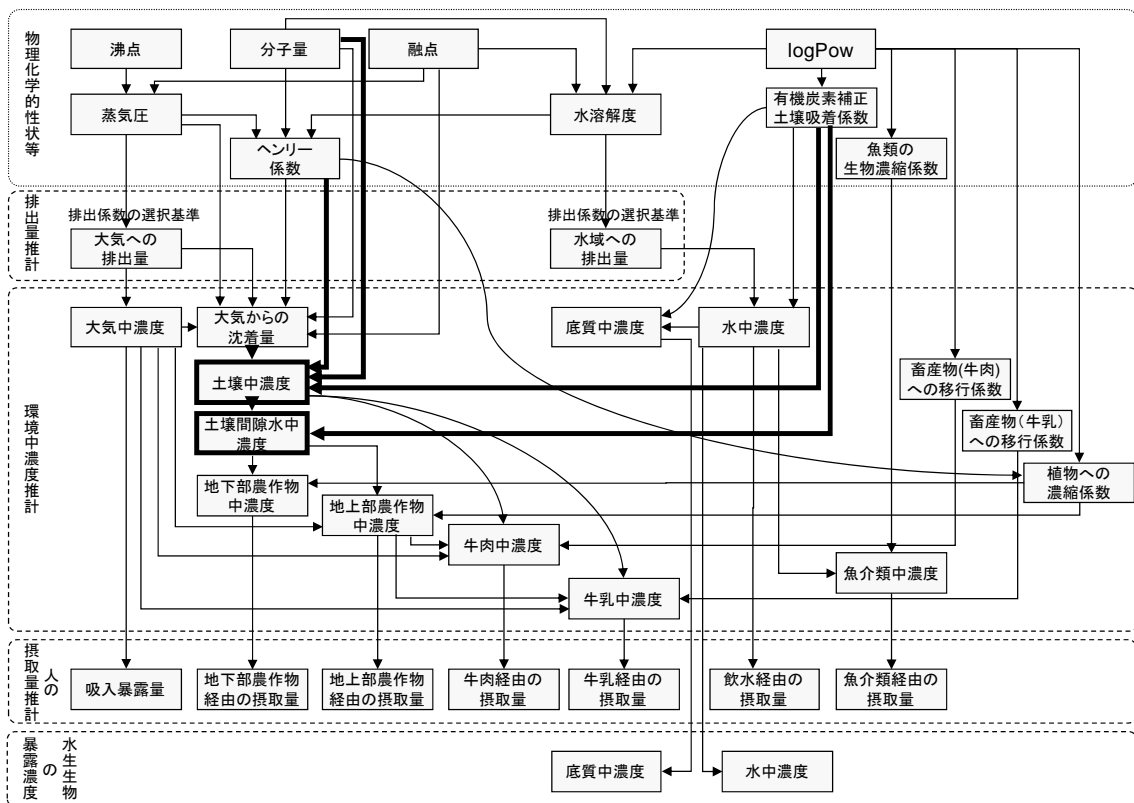 物理化学的性状等
沸点
分子量
融点
logPow
蒸気圧
水溶解度
有機炭素補正
土壌吸着係数
ヘンリー
係数
魚類の
生物濃縮係数
排出量推計
排出係数の選択基準
大気への
排出量
排出係数の選択基準
水域への
排出量
環境中濃度推計
大気中濃度
大気からの
沈着量
底質中濃度
水中濃度
土壌中濃度
畜産物(牛肉)
への移行係数
土壌間隙水中
濃度
畜産物(牛乳)
への移行係数
地下部農作物
中濃度
植物への
濃縮係数
地上部農作物
中濃度
牛肉中濃度
魚介類中濃度
牛乳中濃度
人の
摂取量推計
吸入暴露量
地下部農作物
経由の摂取量
地上部農作物
経由の摂取量
牛肉経由の
摂取量
牛乳経由の
摂取量
飲水経由の
摂取量
魚介類経由の
摂取量
水生生物
の
暴露濃度
底質中濃度
水中濃度